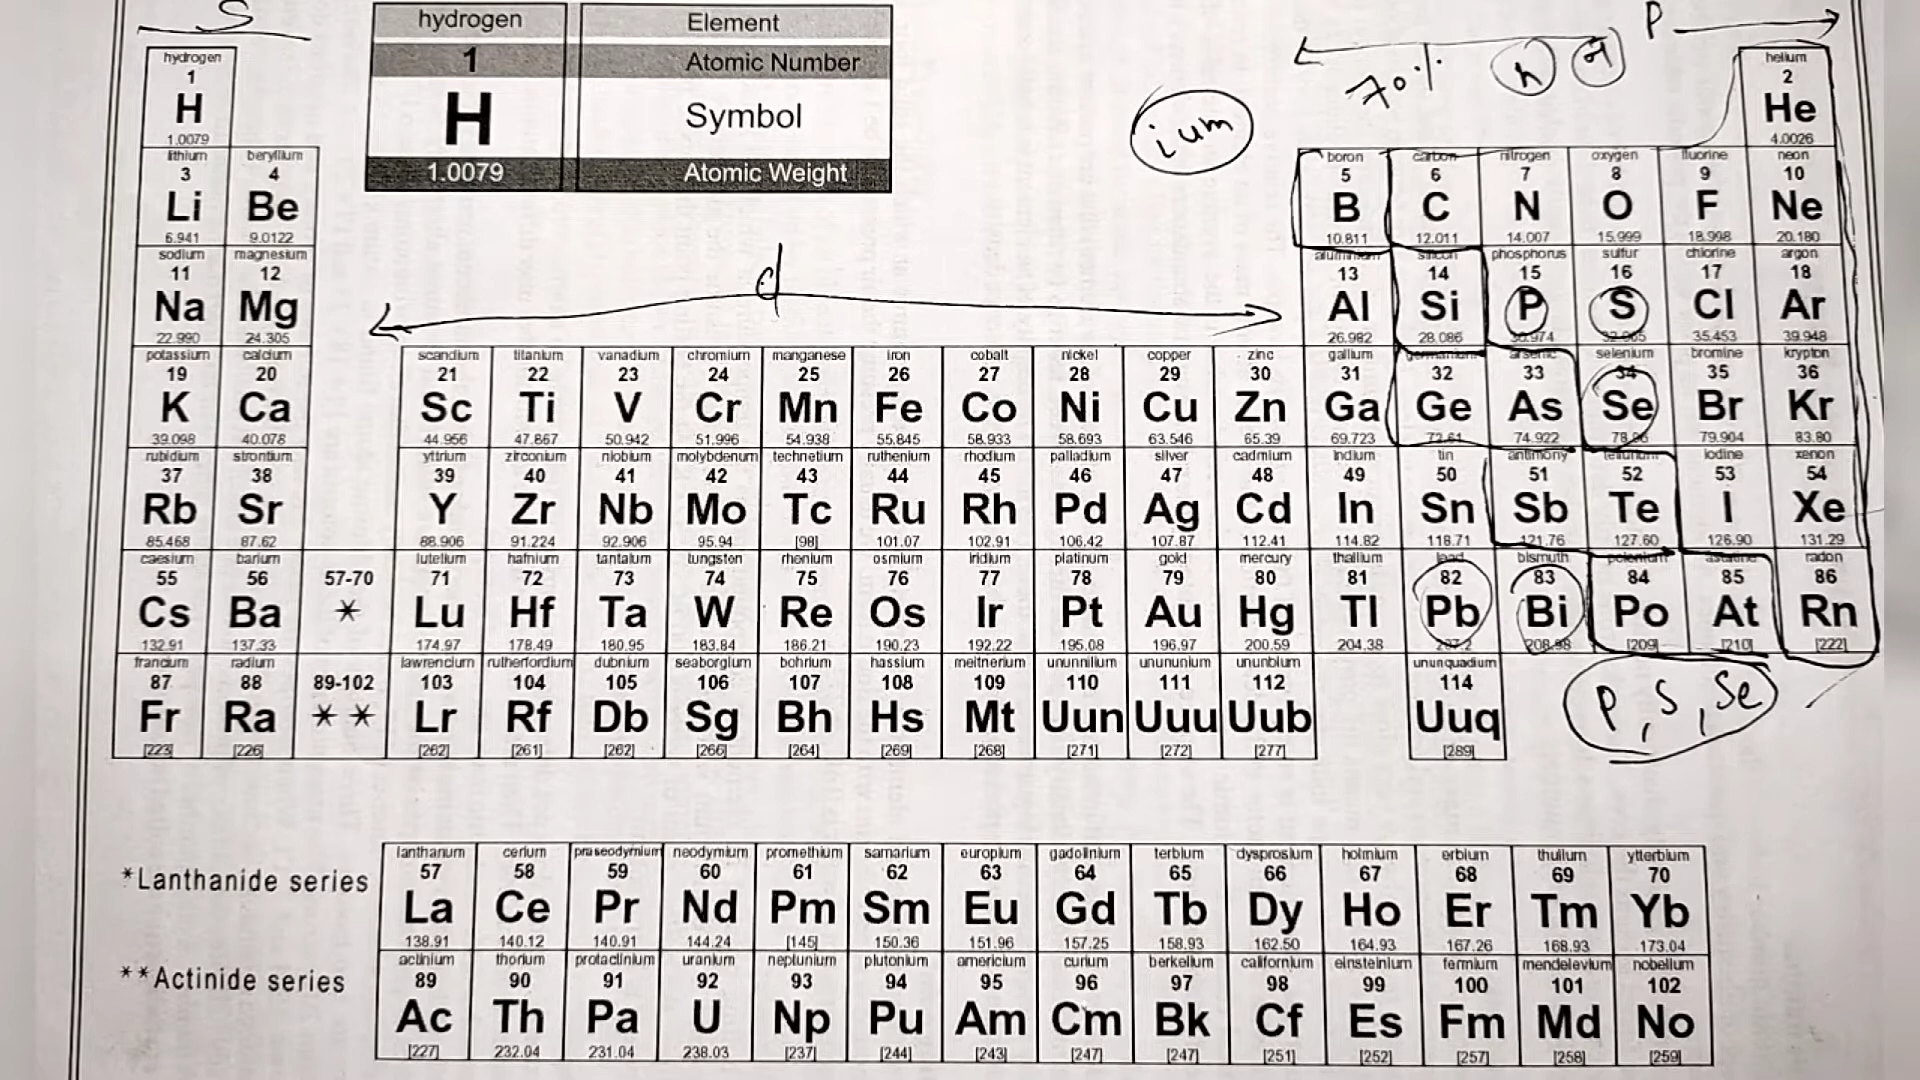 S
P
70% h न
ium
d
P, S, Se
hydrogen Element
1 Atomic Number
H Symbol
1.0079 Atomic Weight
hydrogen helium
1 2
H He
1.0079 4.0026
lithium beryllium boron carbon nitrogen oxygen fluorine neon
3 4 5 6 7 8 9 10
Li Be B C N O F Ne
6.941 9.0122 10.811 12.011 14.007 15.999 18.998 20.180
sodium magnesium aluminium silicon phosphorus sulfur chlorine argon
11 12 13 14 15 16 17 18
Na Mg Al Si P S Cl Ar
22.990 24.305 26.982 28.086 30.974 32.065 35.453 39.948
potassium calcium scandium titanium vanadium chromium manganese iron cobalt nickel copper zinc gallium germanium arsenic selenium bromine krypton
19 20 21 22 23 24 25 26 27 28 29 30 31 32 33 34 35 36
K Ca Sc Ti V Cr Mn Fe Co Ni Cu Zn Ga Ge As Se Br Kr
39.098 40.078 44.956 47.867 50.942 51.996 54.938 55.845 58.933 58.693 63.546 65.39 69.723 72.61 74.922 78.96 79.904 83.80
rubidium strontium yttrium zirconium niobium molybdenum technetium ruthenium rhodium palladium silver cadmium indium tin antimony tellurium iodine xenon
37 38 39 40 41 42 43 44 45 46 47 48 49 50 51 52 53 54
Rb Sr Y Zr Nb Mo Tc Ru Rh Pd Ag Cd In Sn Sb Te I Xe
85.468 87.62 88.906 91.224 92.906 95.94 [98] 101.07 102.91 106.42 107.87 112.41 114.82 118.71 121.76 127.60 126.90 131.29
caesium barium lutetium hafnium tantalum tungsten rhenium osmium iridium platinum gold mercury thallium lead bismuth polonium astatine radon
55 56 57-70 71 72 73 74 75 76 77 78 79 80 81 82 83 84 85 86
Cs Ba * Lu Hf Ta W Re Os Ir Pt Au Hg Tl Pb Bi Po At Rn
132.91 137.33 174.97 178.49 180.95 183.84 186.21 190.23 192.22 195.08 196.97 200.59 204.38 207.2 208.98 [209] [210] [222]
francium radium lawrencium rutherfordium dubnium seaborgium bohrium hassium meitnerium ununnilium unununium ununbium ununquadium
87 88 89-102 103 104 105 106 107 108 109 110 111 112 114
Fr Ra ** Lr Rf Db Sg Bh Hs Mt Uun Uuu Uub Uuq
[223] [226] [262] [261] [262] [266] [264] [269] [268] [271] [272] [277] [289]
lanthanum cerium praseodymium neodymium promethium samarium europium gadolinium terbium dysprosium holmium erbium thulium ytterbium
57 58 59 60 61 62 63 64 65 66 67 68 69 70
*Lanthanide series La Ce Pr Nd Pm Sm Eu Gd Tb Dy Ho Er Tm Yb
138.91 140.12 140.91 144.24 [145] 150.36 151.96 157.25 158.93 162.50 164.93 167.26 168.93 173.04
actinium thorium protactinium uranium neptunium plutonium americium curium berkelium californium einsteinium fermium mendelevium nobelium
**Actinide series 89 90 91 92 93 94 95 96 97 98 99 100 101 102
Ac Th Pa U Np Pu Am Cm Bk Cf Es Fm Md No
[227] 232.04 231.04 238.03 [237] [244] [243] [247] [247] [251] [252] [257] [258] [259]